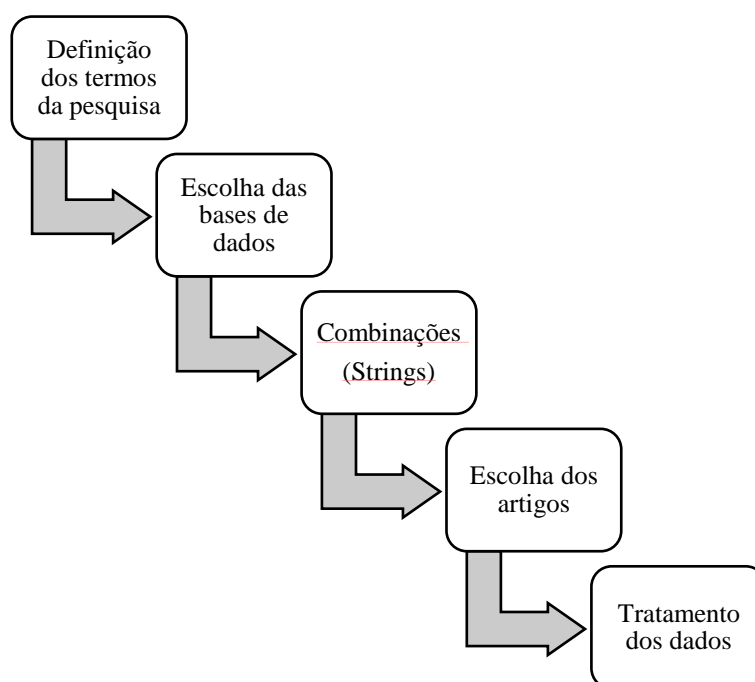 Definição
dos termos
da pesquisa
Escolha das
bases de
dados
Combinações
(Strings)
Escolha dos
artigos
Tratamento
dos dados